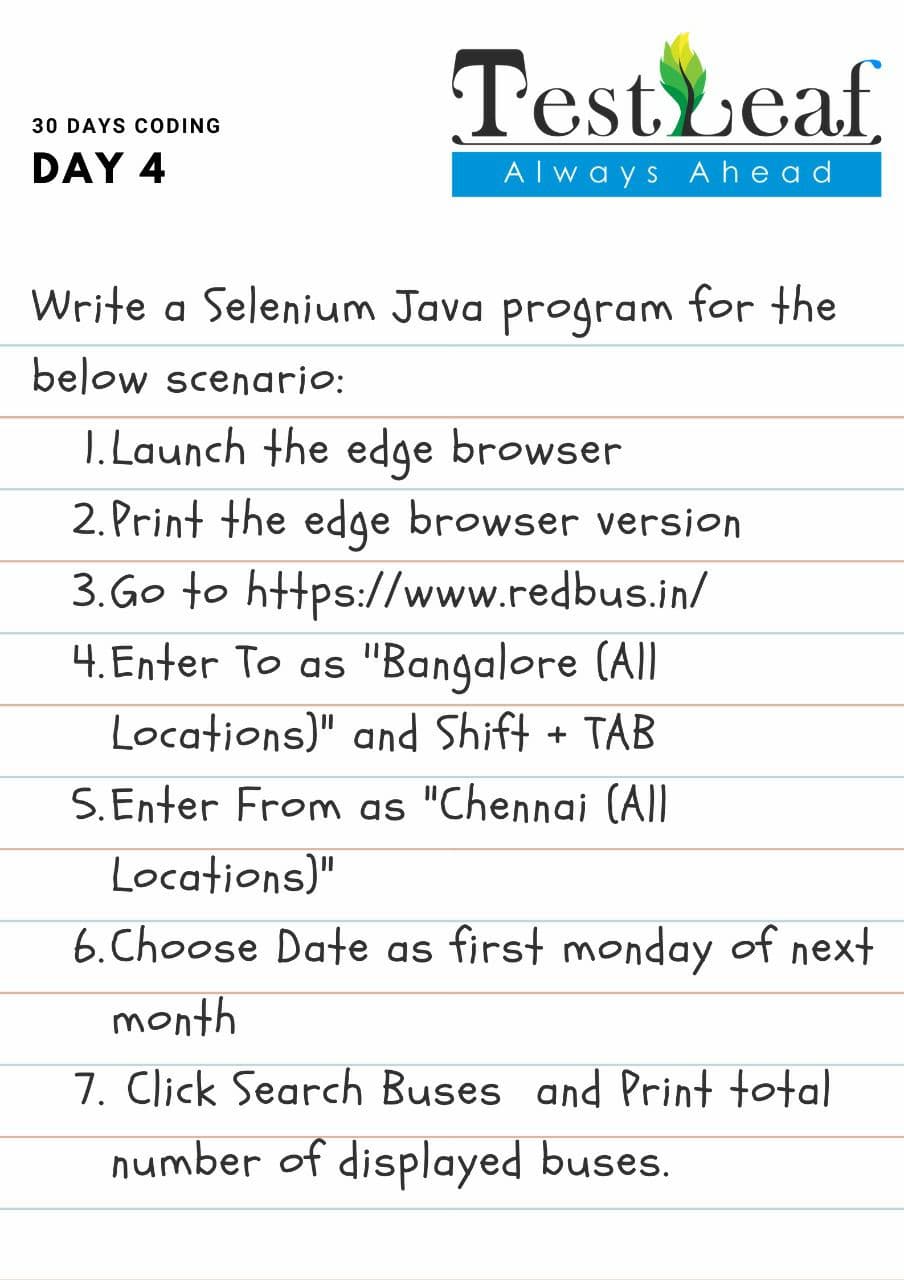 30 DAYS CODING
DAY 4
TestLeaf
Always Ahead
Write a Selenium Java program for the
below scenario:
1.Launch the edge browser
2.Print the edge browser version
3.Go to https://www.redbus.in/
4.Enter To as "Bangalore (All
Locations)" and Shift + TAB
5.Enter From as "Chennai (All
Locations)"
6.Choose Date as first monday of next
month
7. Click Search Buses and Print total
number of displayed buses.